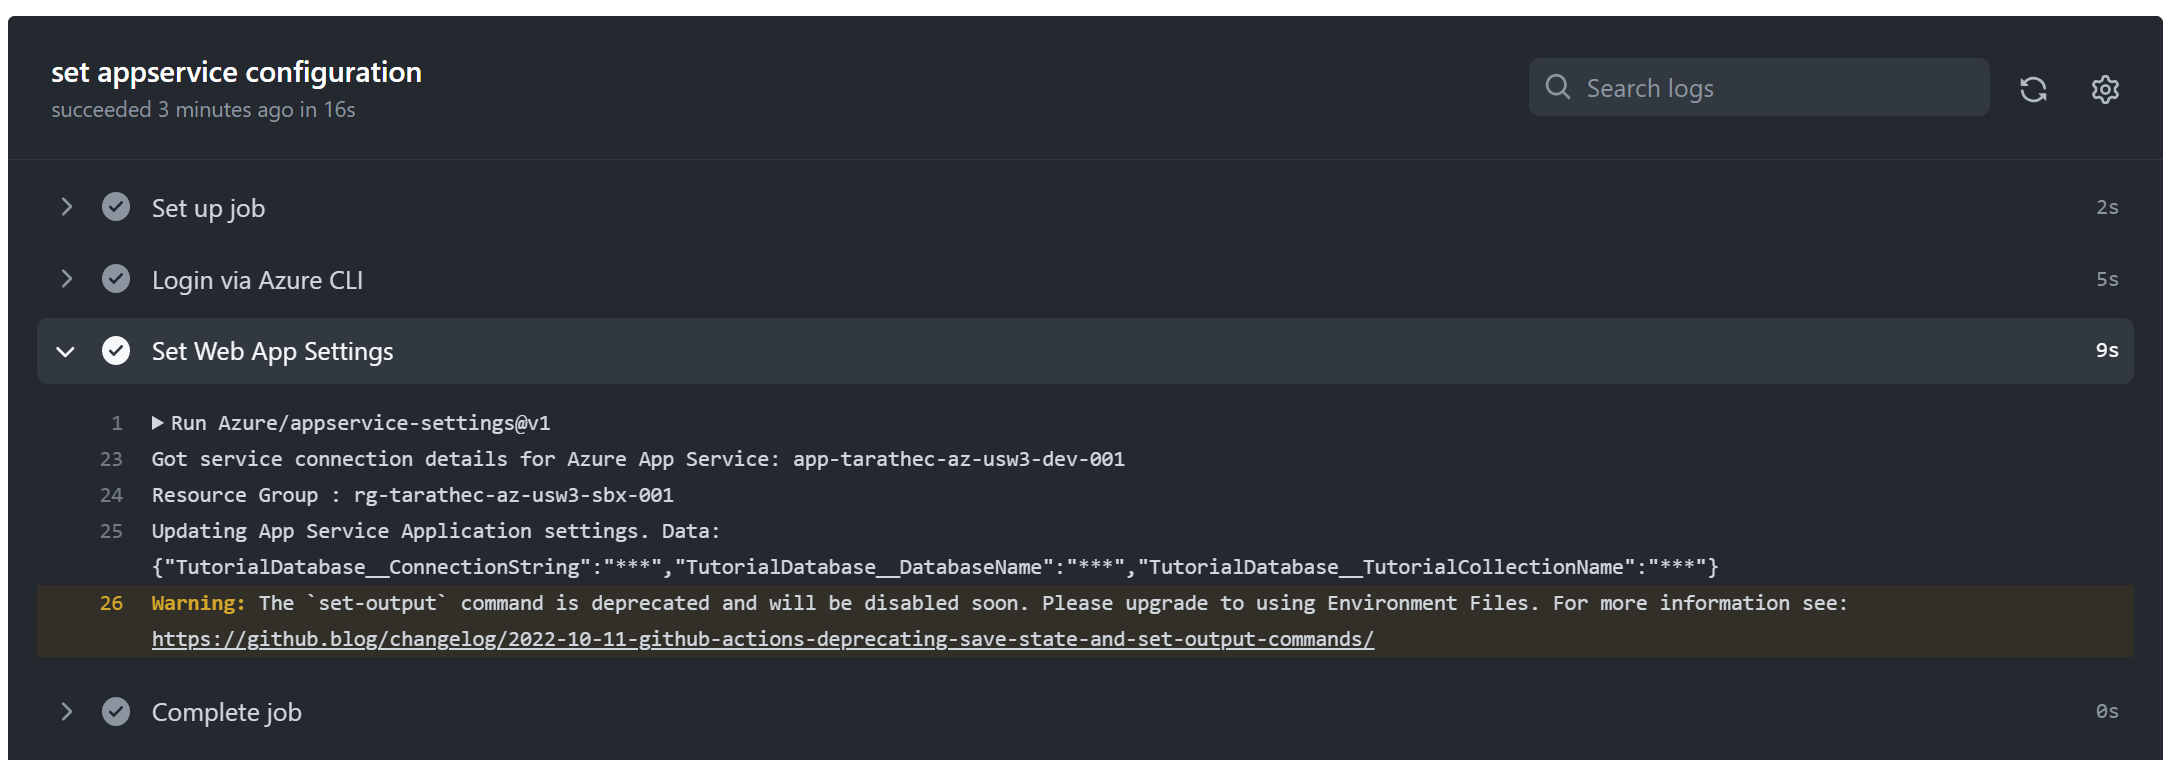 set appservice configuration
succeeded 3 minutes ago in 16s
Search logs
Set up job 2s
Login via Azure CLI 5s
Set Web App Settings 9s
1 Run Azure/appservice-settings@v1
23 Got service connection details for Azure App Service: app-tarathec-az-usw3-dev-001
24 Resource Group : rg-tarathec-az-usw3-sbx-001
25 Updating App Service Application settings. Data:
{"TutorialDatabase__ConnectionString":"***","TutorialDatabase__DatabaseName":"***","TutorialDatabase__TutorialCollectionName":"***"}
26 Warning: The `set-output` command is deprecated and will be disabled soon. Please upgrade to using Environment Files. For more information see:
https://github.blog/changelog/2022-10-11-github-actions-deprecating-save-state-and-set-output-commands/
Complete job 0s